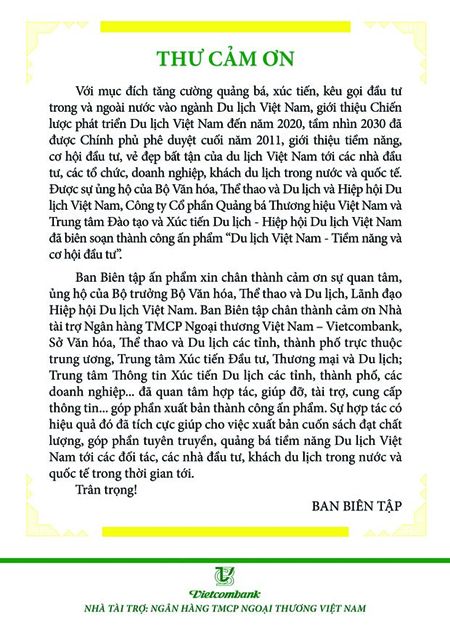 THƯ CẢM ƠN
Với mục đích tăng cường quảng bá, xúc tiến, kêu gọi đầu tư
trong và ngoài nước vào ngành Du lịch Việt Nam, giới thiệu Chiến
lược phát triển Du lịch Việt Nam đến năm 2020, tầm nhìn 2030 đã
được Chính phủ phê duyệt cuối năm 2011, giới thiệu tiềm năng,
cơ hội đầu tư, vẻ đẹp bất tận của du lịch Việt Nam tới các nhà đầu
tư, các tổ chức, doanh nghiệp, khách du lịch trong nước và quốc tế.
Được sự ủng hộ của Bộ Văn hóa, Thể thao và Du lịch và Hiệp hội Du
lịch Việt Nam, Công ty Cổ phần Quảng bá Thương hiệu Việt Nam và
Trung tâm Đào tạo và Xúc tiến Du lịch - Hiệp hội Du lịch Việt Nam
đã biên soạn thành công ấn phẩm “Du lịch Việt Nam - Tiềm năng và
cơ hội đầu tư”.
Ban Biên tập ấn phẩm xin chân thành cảm ơn sự quan tâm,
ủng hộ của Bộ trưởng Bộ Văn hóa, Thể thao và Du lịch, Lãnh đạo
Hiệp hội Du lịch Việt Nam. Ban Biên tập chân thành cảm ơn Nhà
tài trợ Ngân hàng TMCP Ngoại thương Việt Nam – Vietcombank,
Sở Văn hóa, Thể thao và Du lịch các tỉnh, thành phố trực thuộc
trung ương, Trung tâm Xúc tiến Đầu tư, Thương mại và Du lịch;
Trung tâm Thông tin Xúc tiến Du lịch các tỉnh, thành phố, các
doanh nghiệp... đã quan tâm hợp tác, giúp đỡ, tài trợ, cung cấp
thông tin... góp phần xuất bản thành công ấn phẩm. Sự hợp tác có
hiệu quả đó đã tích cực giúp cho việc xuất bản cuốn sách đạt chất
lượng, góp phần tuyên truyền, quảng bá tiềm năng Du lịch Việt
Nam tới các đối tác, các nhà đầu tư, khách du lịch trong nước và
quốc tế trong thời gian tới.
Trân trọng!
BAN BIÊN TẬP
Vietcombank
NHÀ TÀI TRỢ: NGÂN HÀNG TMCP NGOẠI THƯƠNG VIỆT NAM